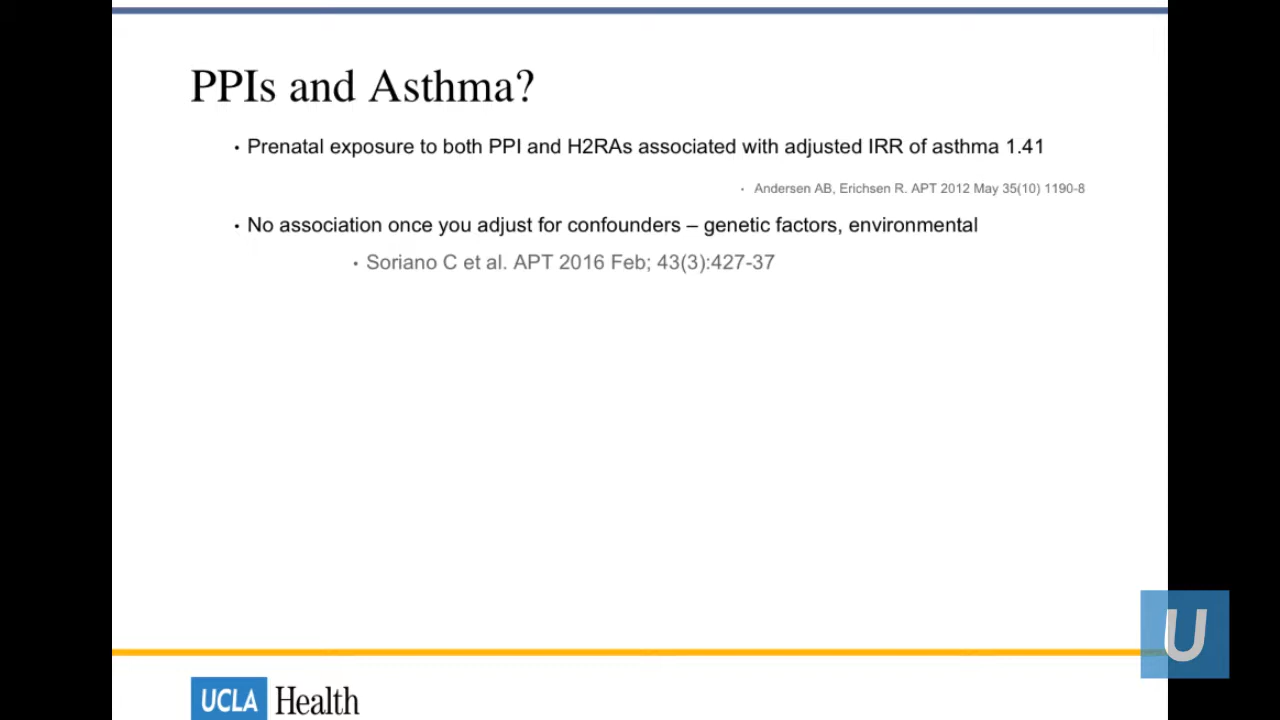 PPIs and Asthma?
• Prenatal exposure to both PPI and H2RAs associated with adjusted IRR of asthma 1.41
• Andersen AB, Erichsen R. APT 2012 May 35(10) 1190-8
• No association once you adjust for confounders – genetic factors, environmental
• Soriano C et al. APT 2016 Feb; 43(3):427-37
U
UCLA Health